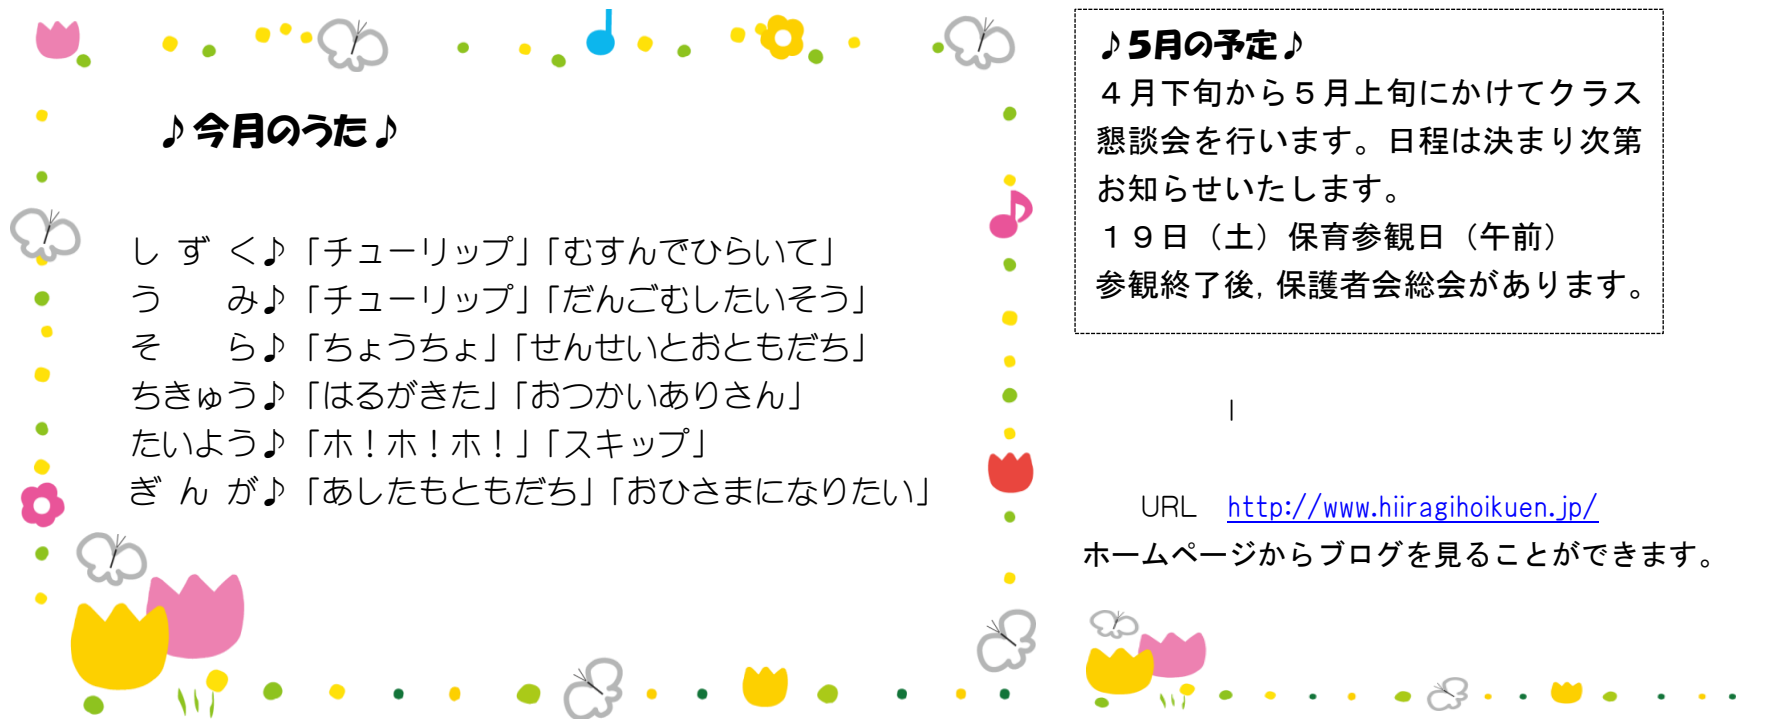 ♪今月のうた♪
し ず く♪「チューリップ」「むすんでひらいて」
う　　み♪「チューリップ」「だんごむしたいそう」
そ　　ら♪「ちょうちょ」「せんせいとおともだち」
ちきゅう♪「はるがきた」「おつかいありさん」
たいよう♪「ホ！ホ！ホ！」「スキップ」
ぎ ん が♪「あしたもともだち」「おひさまになりたい」
♪5月の予定♪
４月下旬から５月上旬にかけてクラス
懇談会を行います。日程は決まり次第
お知らせいたします。
１９日（土）保育参観日（午前）
参観終了後，保護者会総会があります。
URL　http://www.hiiragihoikuen.jp/
ホームページからブログを見ることができます。